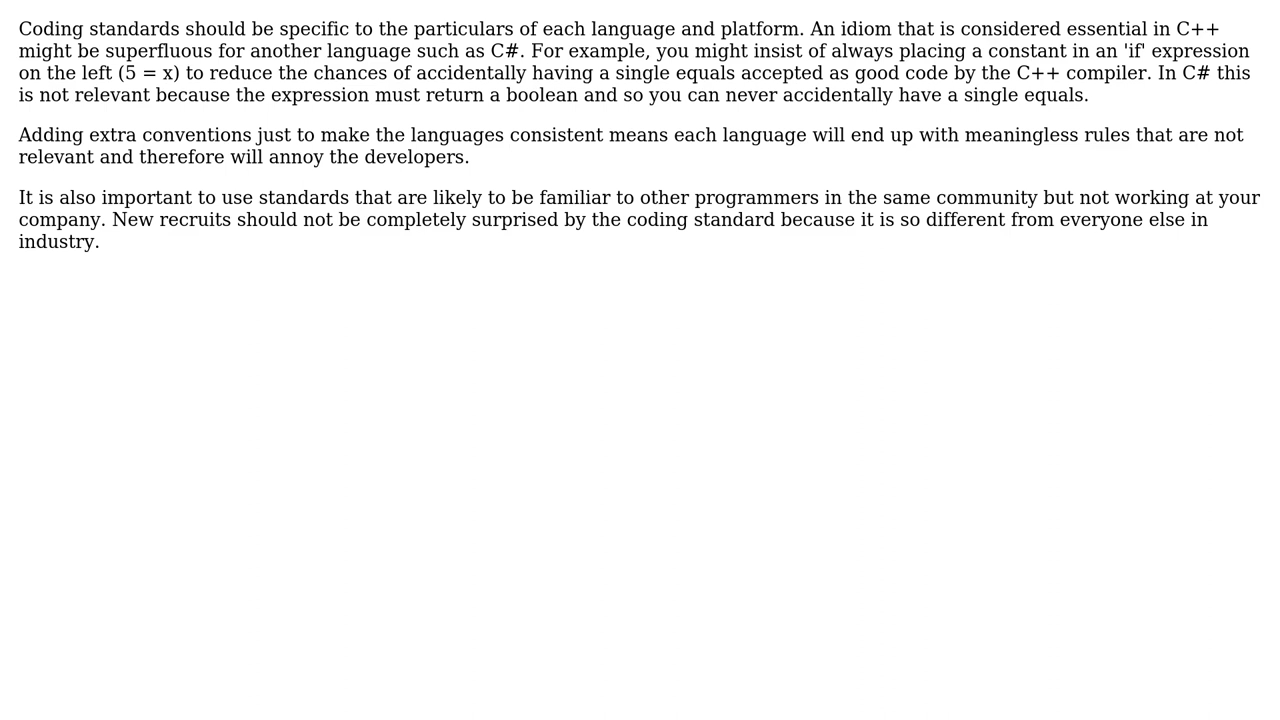 Coding standards should be specific to the particulars of each language and platform. An idiom that is considered essential in C++
might be superfluous for another language such as C#. For example, you might insist of always placing a constant in an 'if' expression
on the left (5 = x) to reduce the chances of accidentally having a single equals accepted as good code by the C++ compiler. In C# this
is not relevant because the expression must return a boolean and so you can never accidentally have a single equals.
Adding extra conventions just to make the languages consistent means each language will end up with meaningless rules that are not
relevant and therefore will annoy the developers.
It is also important to use standards that are likely to be familiar to other programmers in the same community but not working at your
company. New recruits should not be completely surprised by the coding standard because it is so different from everyone else in
industry.